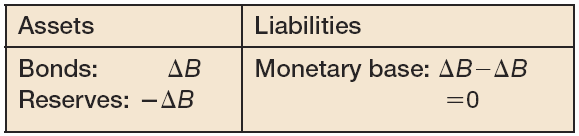 Assets Liabilities
Bonds: ΔB Monetary base: ΔB−ΔB
Reserves: −ΔB =0